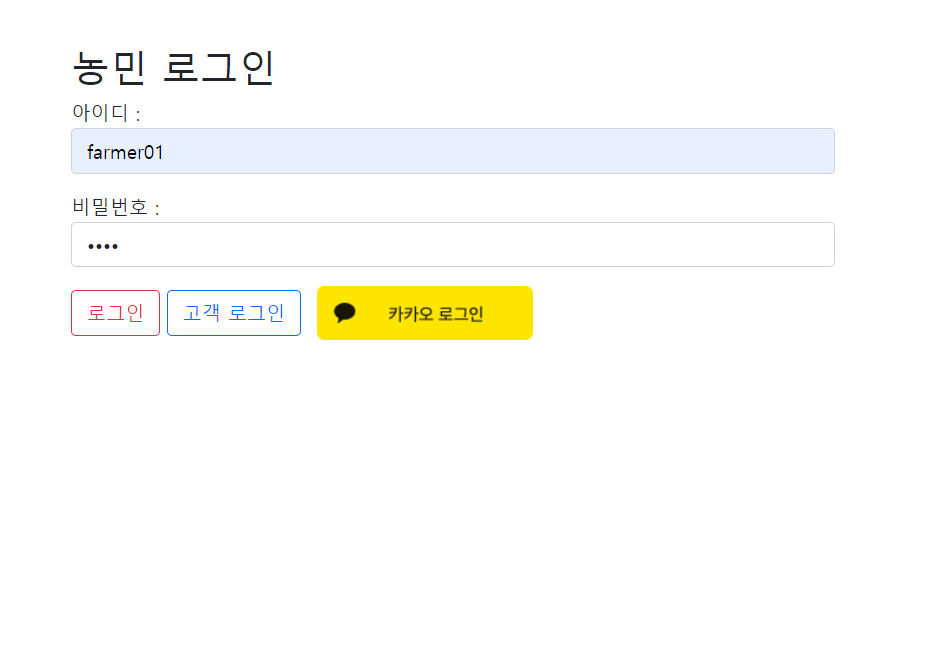 농민 로그인
아이디 :
farmer01
비밀번호 :
••••
로그인 고객 로그인 카카오 로그인